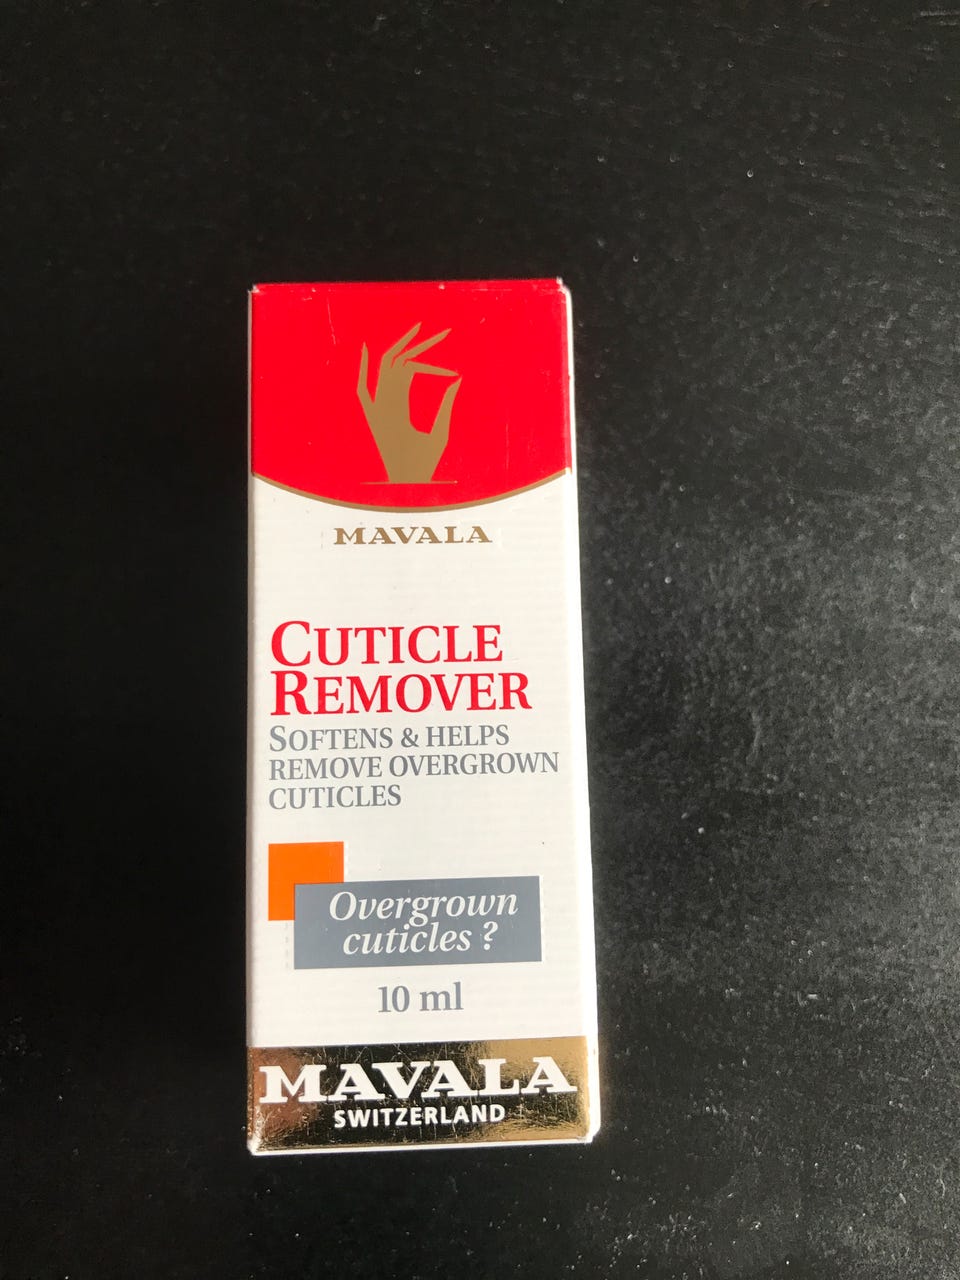 MAVALA
CUTICLE
REMOVER
SOFTENS & HELPS
REMOVE OVERGROWN
CUTICLES
Overgrown
cuticles ?
10 ml
MAVALA
SWITZERLAND